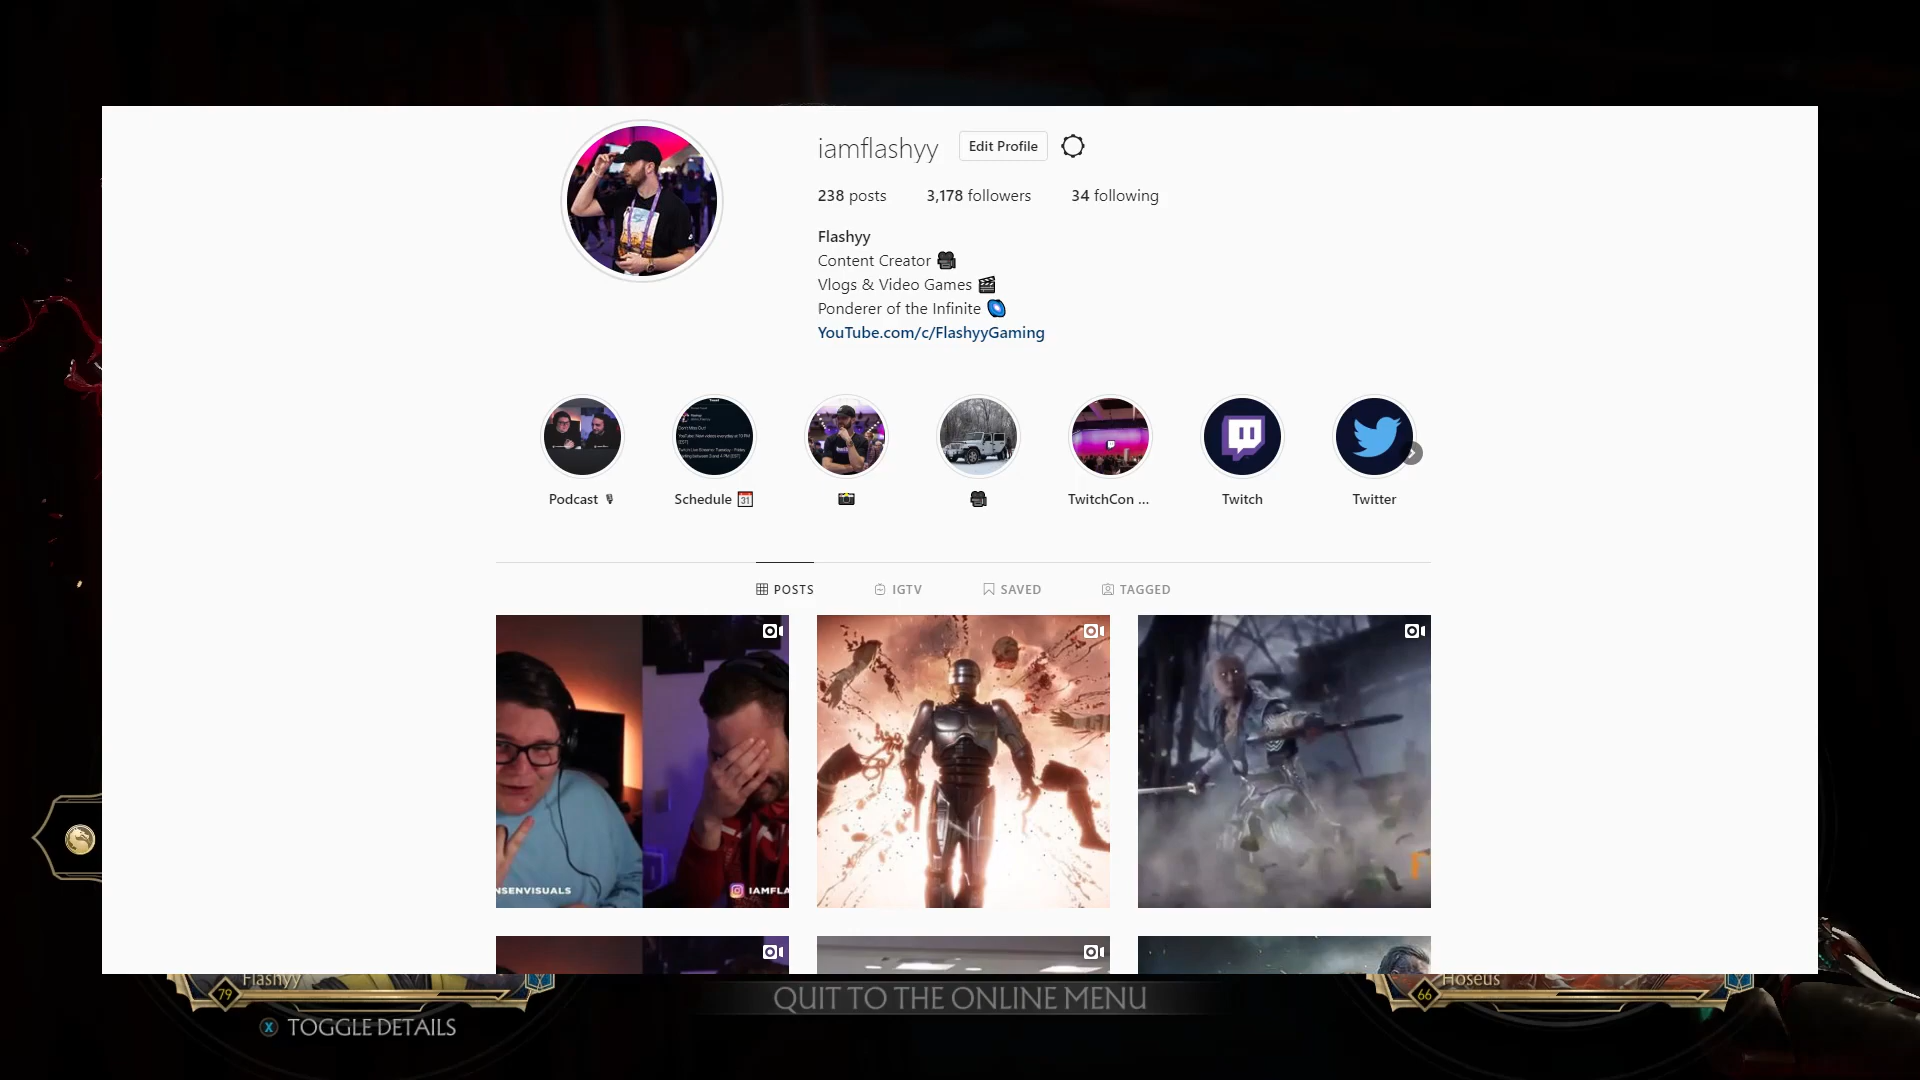 iamflashyy
Edit Profile
238 posts 3,178 followers 34 following
Flashyy
Content Creator
Vlogs & Video Games
Ponderer of the Infinite
YouTube.com/c/FlashyyGaming
Podcast
Schedule
TwitchCon ...
Twitch
Twitter
POSTS
IGTV
SAVED
TAGGED
NSENVISUALS
IAMFLA
Flashyy
79
X TOGGLE DETAILS
QUIT TO THE ONLINE MENU
Hoseus
66